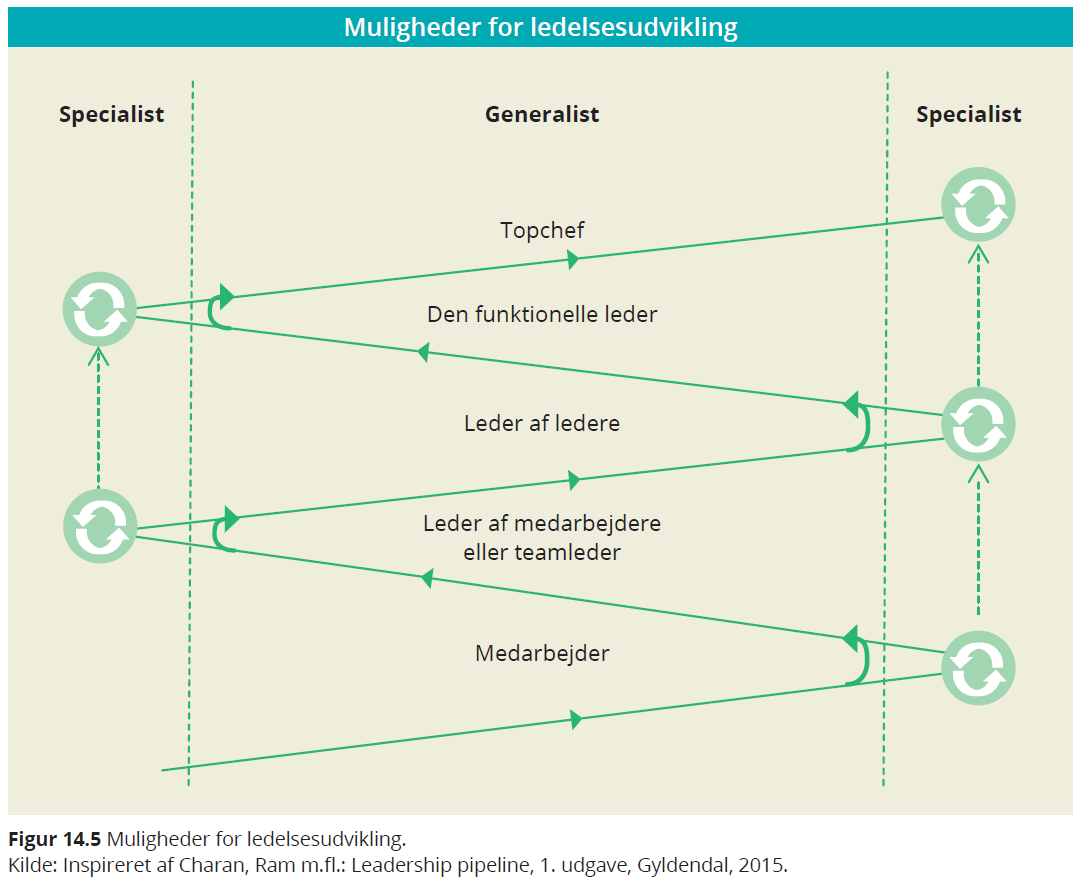 Muligheder for ledelsesudvikling
Specialist
Generalist
Specialist
Topchef
Den funktionelle leder
Leder af ledere
Leder af medarbejdere
eller teamleder
Medarbejder
Figur 14.5 Muligheder for ledelsesudvikling.
Kilde: Inspireret af Charan, Ram m.fl.: Leadership pipeline, 1. udgave, Gyldendal, 2015.